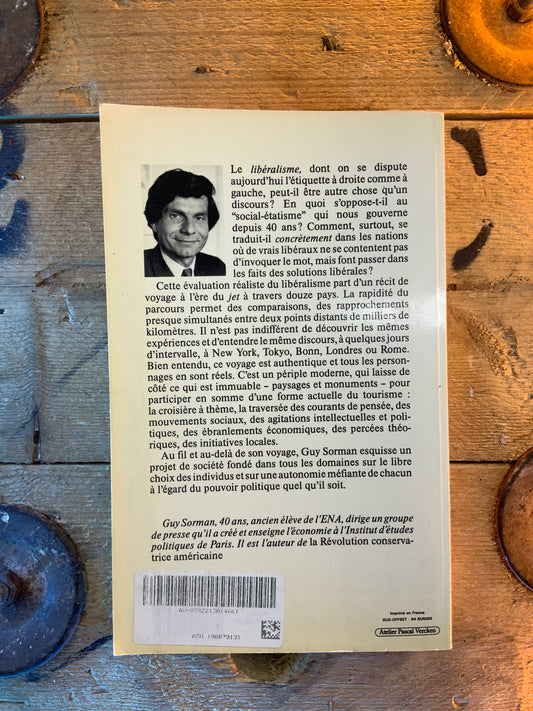 Le libéralisme, dont on se dispute
aujourd'hui l'étiquette à droite comme à
gauche, peut-il être autre chose qu'un
discours? En quoi s'oppose-t-il au
"social-étatisme" qui nous gouverne
depuis 40 ans? Comment, surtout, se
traduit-il concrètement dans les nations
où de vrais libéraux ne se contentent pas
d'invoquer le mot, mais font passer dans
les faits des solutions libérales?
Cette évaluation réaliste du libéralisme part d'un récit de
voyage à l'ère du jet à travers douze pays. La rapidité du
parcours permet des comparaisons, des rapprochements
presque simultanés entre deux points distants de milliers de
kilomètres. Il n'est pas indifférent de découvrir les mêmes
expériences et d'entendre le même discours, à quelques jours
d'intervalle, à New York, Tokyo, Bonn, Londres ou Rome.
Bien entendu, ce voyage est authentique et tous les person-
nages en sont réels. C'est un périple moderne, qui laisse de
côté ce qui est immuable – paysages et monuments – pour
participer en somme d'une forme actuelle du tourisme :
la croisière à thème, la traversée des courants de pensée, des
mouvements sociaux, des agitations intellectuelles et poli-
tiques, des ébranlements économiques, des percées théo-
riques, des initiatives locales.
Au fil et au-delà de son voyage, Guy Sorman esquisse un
projet de société fondé dans tous les domaines sur le libre
choix des individus et sur une autonomie méfiante de chacun
à l'égard du pouvoir politique quel qu'il soit.
Guy Sorman, 40 ans, ancien élève de l'ENA, dirige un groupe
de presse qu'il a créé et enseigne l'économie à l'Institut d'études
politiques de Paris. Il est l'auteur de la Révolution conserva-
trice américaine
Imprimé en France
SUD-OFFSET - 94 RUNGIS
Atelier Pascal Vercken